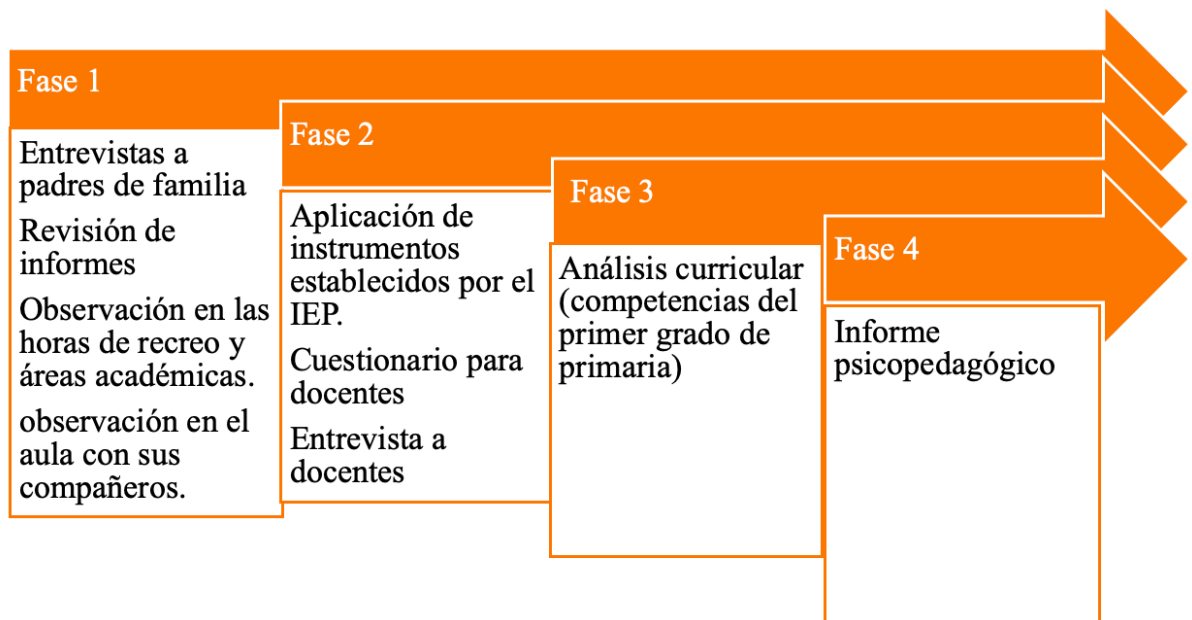 Fase 1
Entrevistas a
padres de familia
Revisión de
informes
Observación en las
horas de recreo y
áreas académicas.
observación en el
aula con sus
compañeros.
Fase 2
Aplicación de
instrumentos
establecidos por el
IEP.
Cuestionario para
docentes
Entrevista a
docentes
Fase 3
Análisis curricular
(competencias del
primer grado de
primaria)
Fase 4
Informe
psicopedagógico